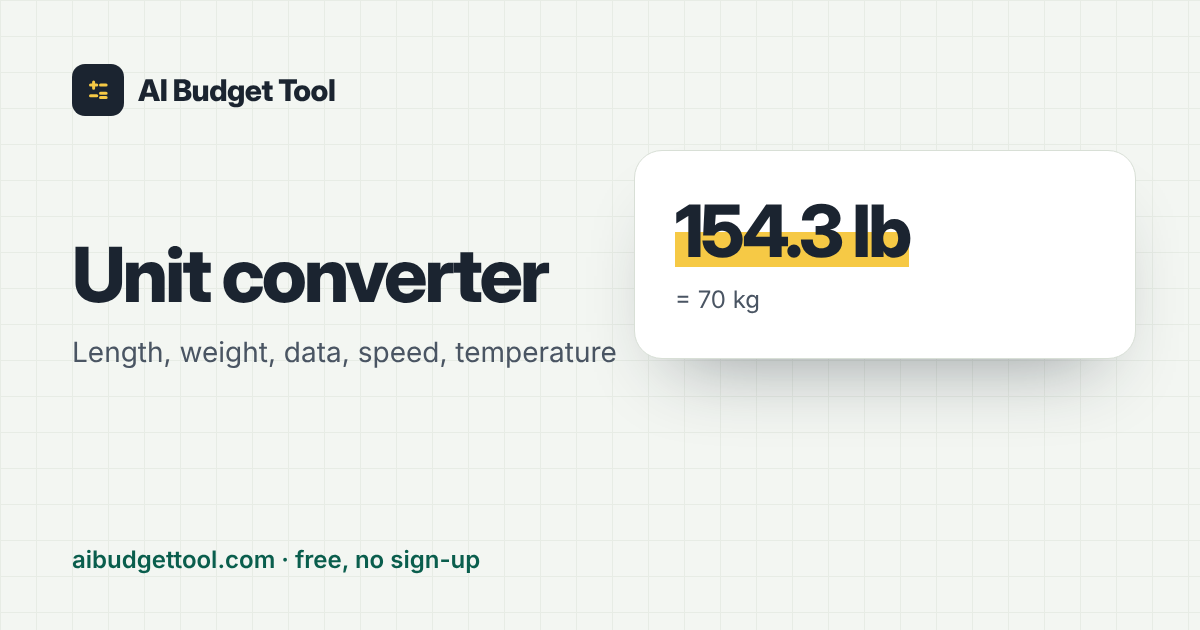 AI Budget Tool
Unit converter
Length, weight, data, speed, temperature
154.3 lb
= 70 kg
aibudgettool.com · free, no sign-up